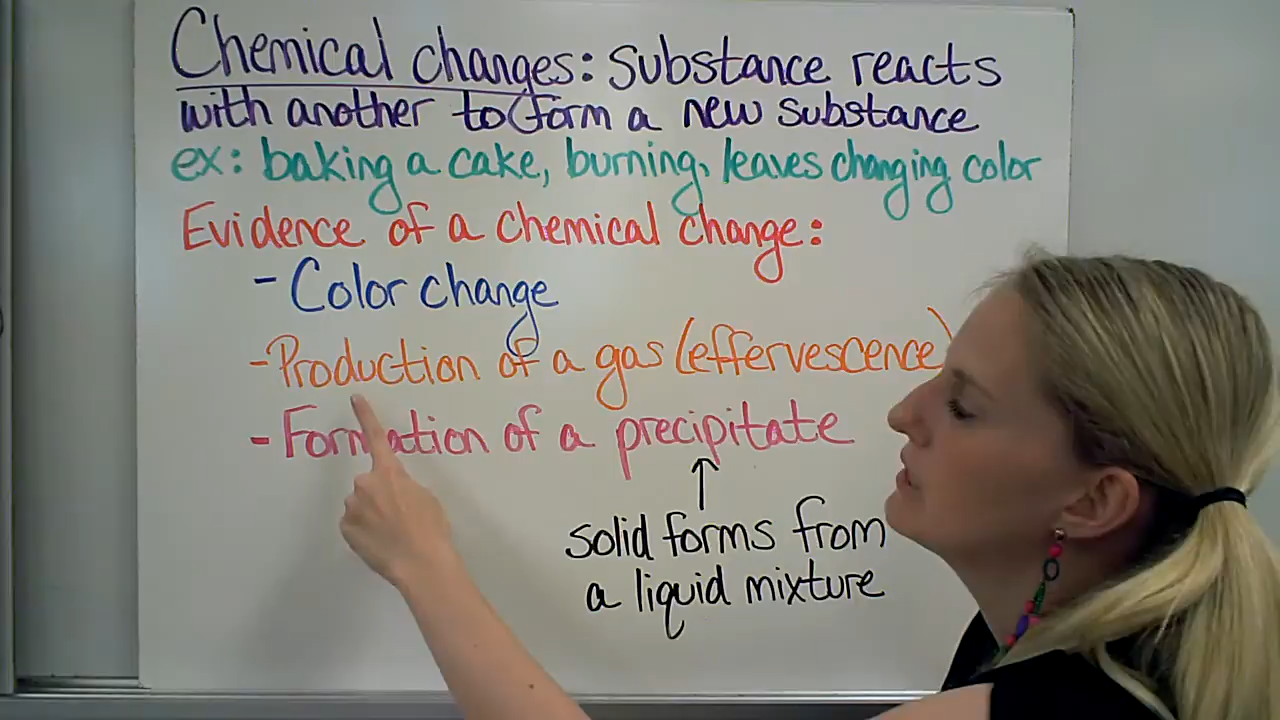 Chemical changes: Substance reacts
with another to form a new substance
ex: baking a cake, burning, leaves changing color
Evidence of a chemical change:
- Color change
- Production of a gas (effervescence)
- Formation of a precipitate
↑
solid forms from
a liquid mixture